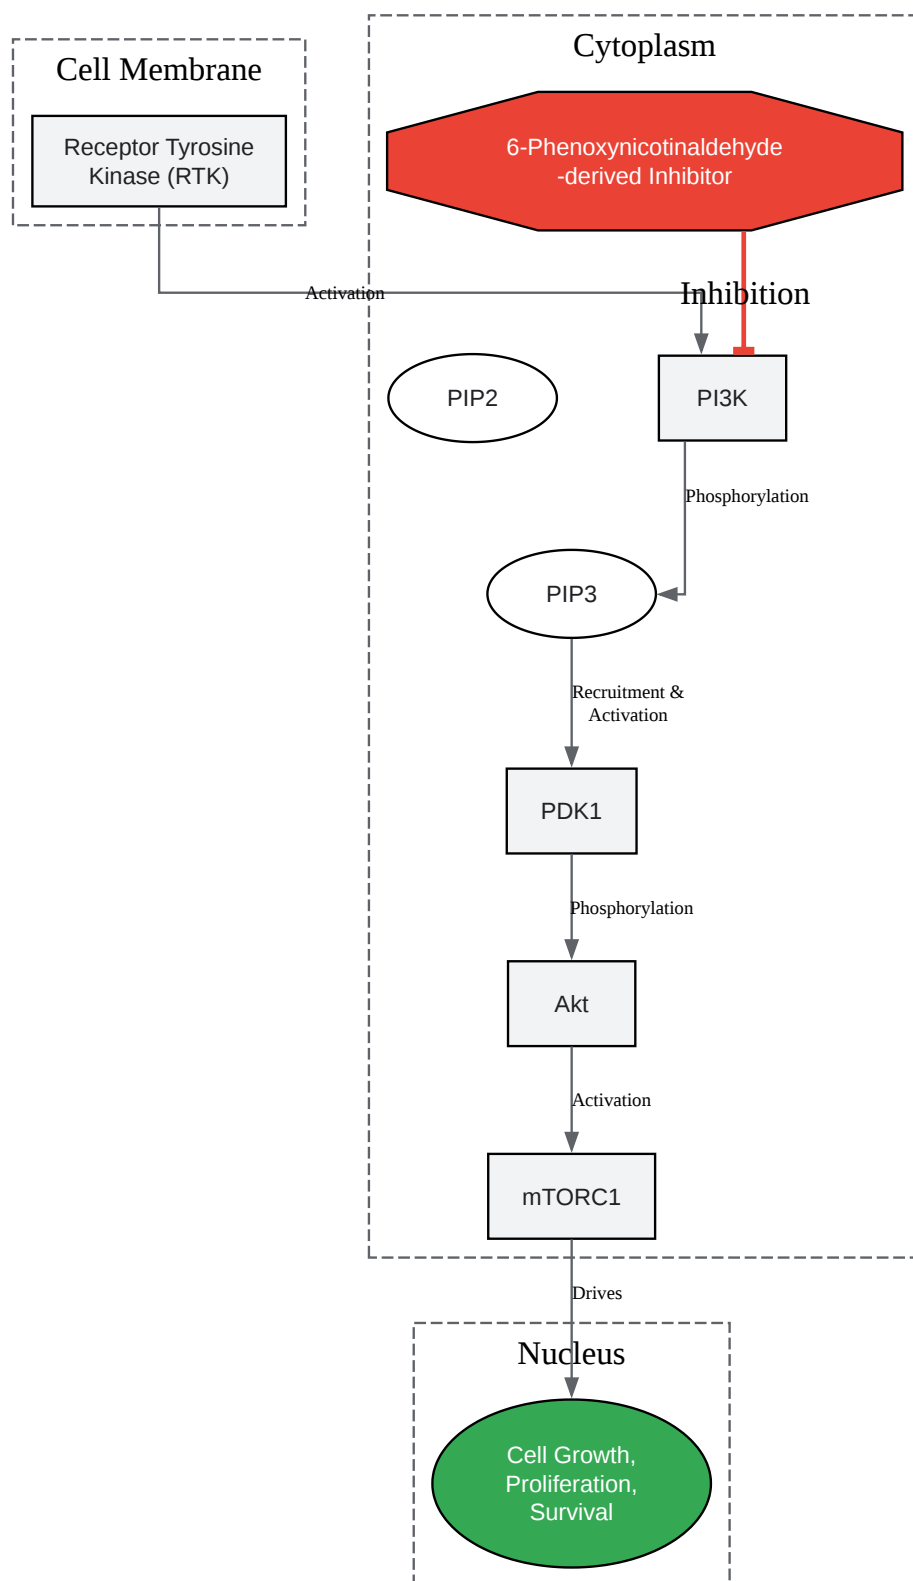 Cytoplasm
Cell Membrane
Receptor Tyrosine
Kinase (RTK)
6-Phenoxynicotinaldehyde
-derived Inhibitor
Activation
Inhibition
PIP2
PI3K
Phosphorylation
PIP3
Recruitment &
Activation
PDK1
Phosphorylation
Akt
Activation
mTORC1
Drives
Nucleus
Cell Growth,
Proliferation,
Survival